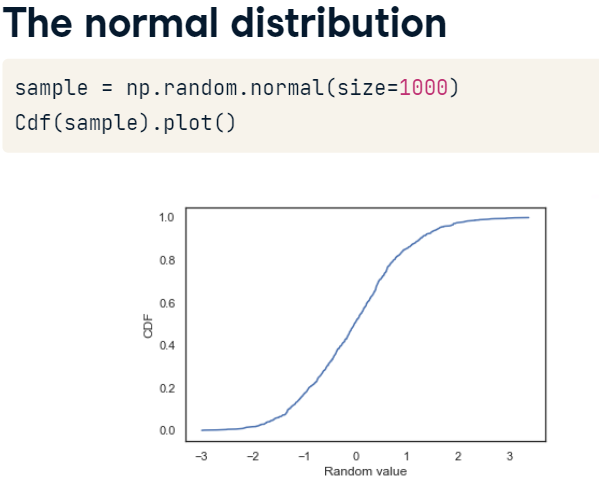 The normal distribution
sample = np.random.normal(size=1000)
Cdf(sample).plot()
1.0
0.8
0.6
0.4
0.2
0.0
CDF
−3 −2 −1 0 1 2 3
Random value